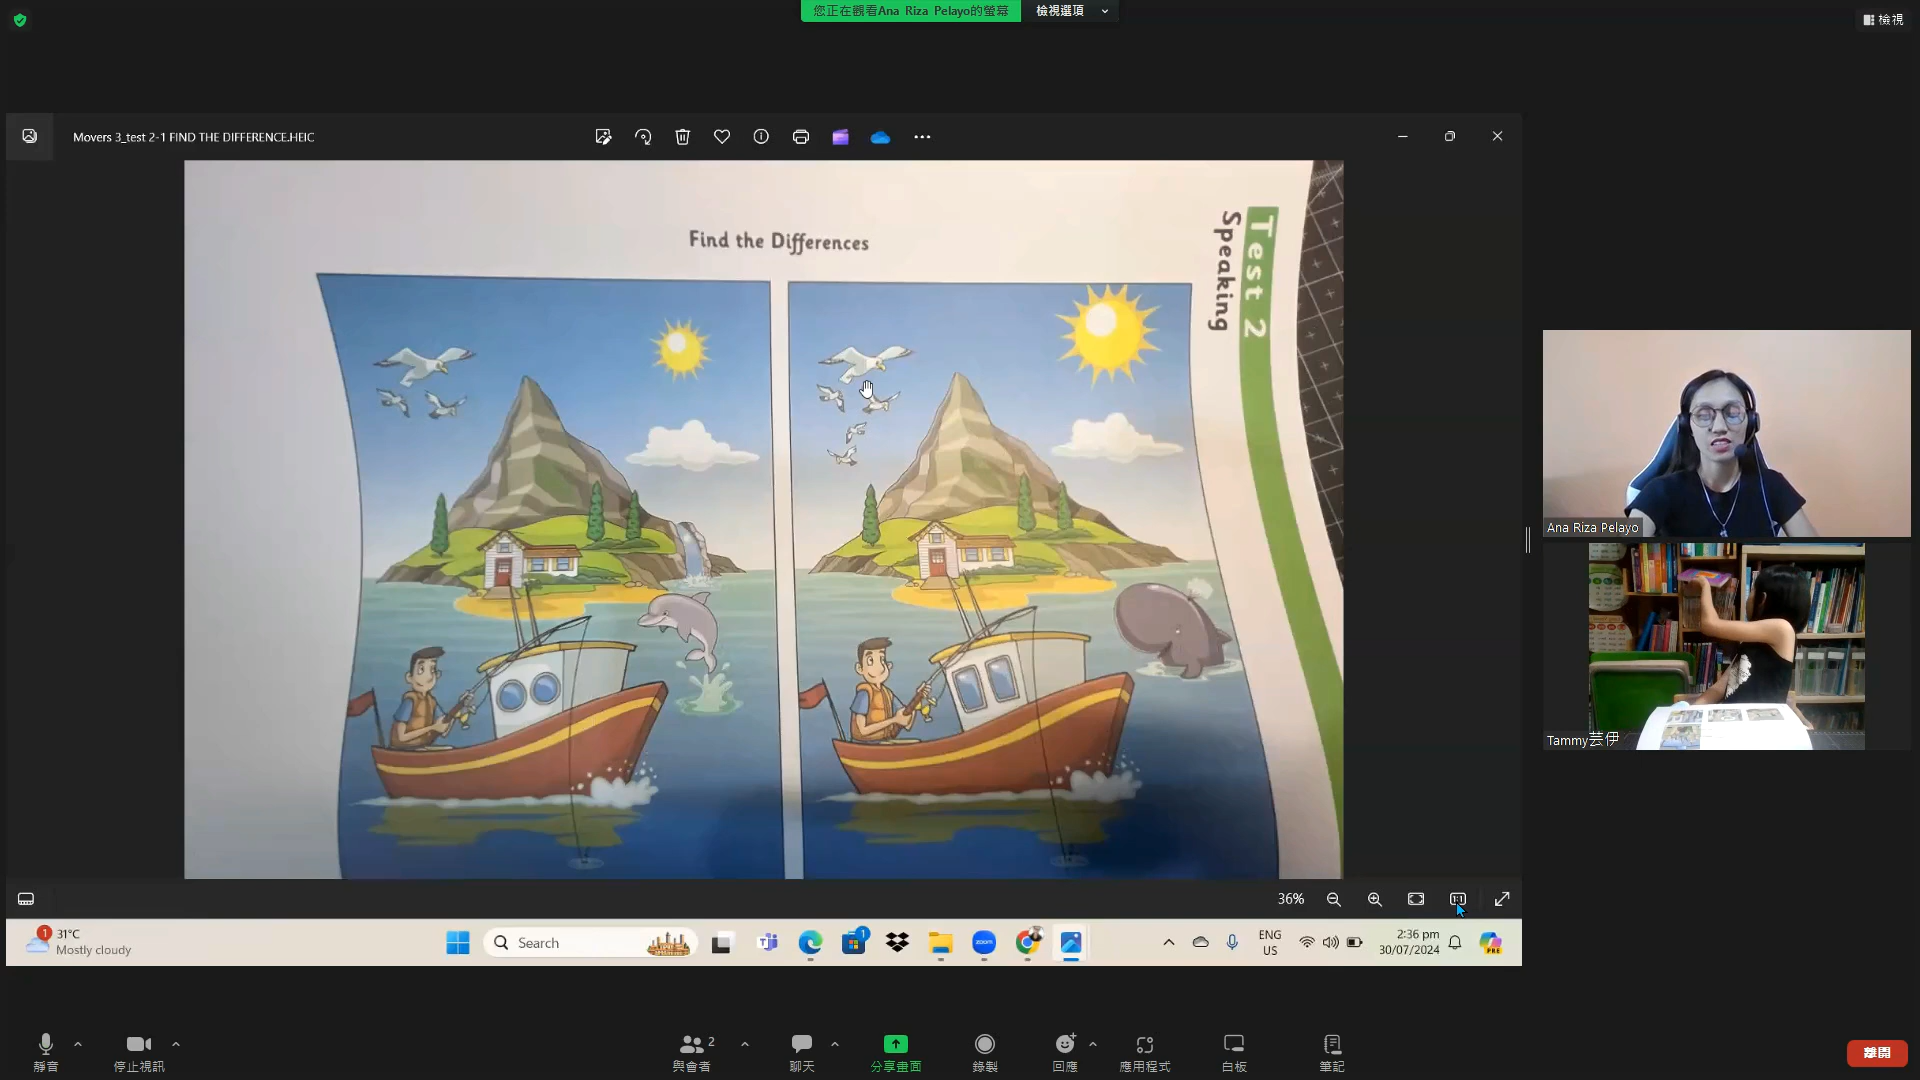 您正在觀看Ana Riza Pelayo的螢幕
檢視選項
檢視
Movers 3_test 2-1 FIND THE DIFFERENCE.HEIC
Find the Differences
Test 2
Speaking
Ana Riza Pelayo
Tammy芸伊
36%
1
31°C
Mostly cloudy
Search
zoom
1
PRE
ENG
US
2:36 pm
30/07/2024
靜音
停止視訊
2
與會者
聊天
分享畫面
錄製
回應
應用程式
白板
筆記
離開